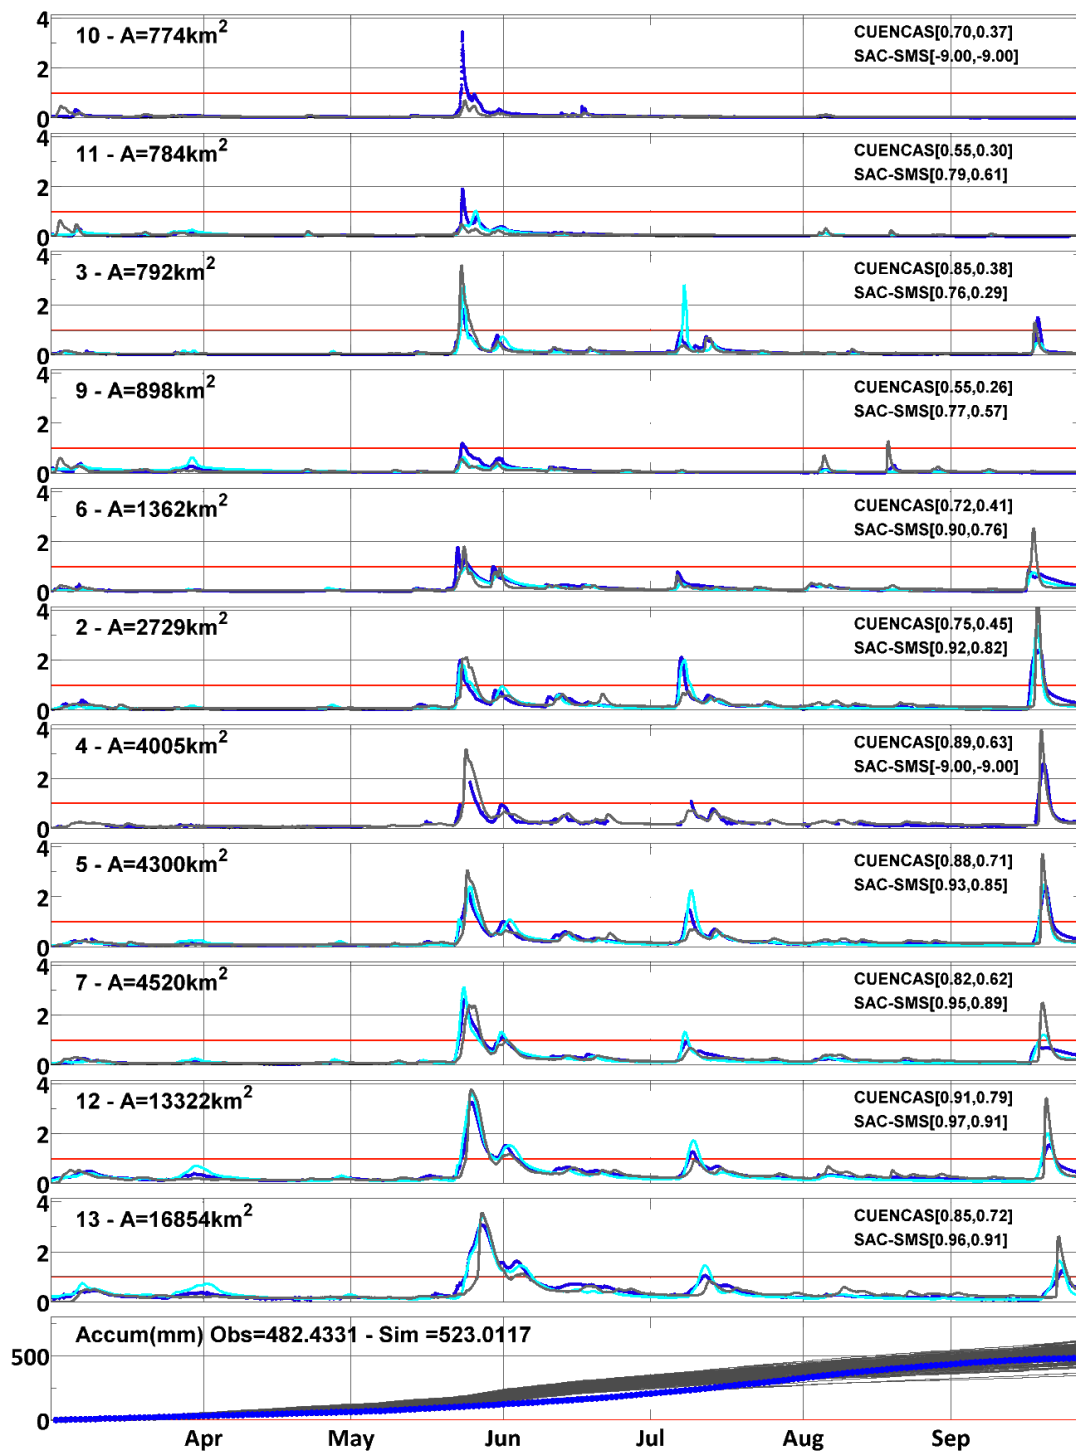 4
2
0
10 - A=774km²
CUENCAS[0.70,0.37]
SAC-SMS[-9.00,-9.00]
4
2
0
11 - A=784km²
CUENCAS[0.55,0.30]
SAC-SMS[0.79,0.61]
4
2
0
3 - A=792km²
CUENCAS[0.85,0.38]
SAC-SMS[0.76,0.29]
4
2
0
9 - A=898km²
CUENCAS[0.55,0.26]
SAC-SMS[0.77,0.57]
4
2
0
6 - A=1362km²
CUENCAS[0.72,0.41]
SAC-SMS[0.90,0.76]
4
2
0
2 - A=2729km²
CUENCAS[0.75,0.45]
SAC-SMS[0.92,0.82]
4
2
0
4 - A=4005km²
CUENCAS[0.89,0.63]
SAC-SMS[-9.00,-9.00]
4
2
0
5 - A=4300km²
CUENCAS[0.88,0.71]
SAC-SMS[0.93,0.85]
4
2
0
7 - A=4520km²
CUENCAS[0.82,0.62]
SAC-SMS[0.95,0.89]
4
2
0
12 - A=13322km²
CUENCAS[0.91,0.79]
SAC-SMS[0.97,0.91]
4
2
0
13 - A=16854km²
CUENCAS[0.85,0.72]
SAC-SMS[0.96,0.91]
Accum(mm) Obs=482.4331 - Sim =523.0117
500
0
Apr May Jun Jul Aug Sep